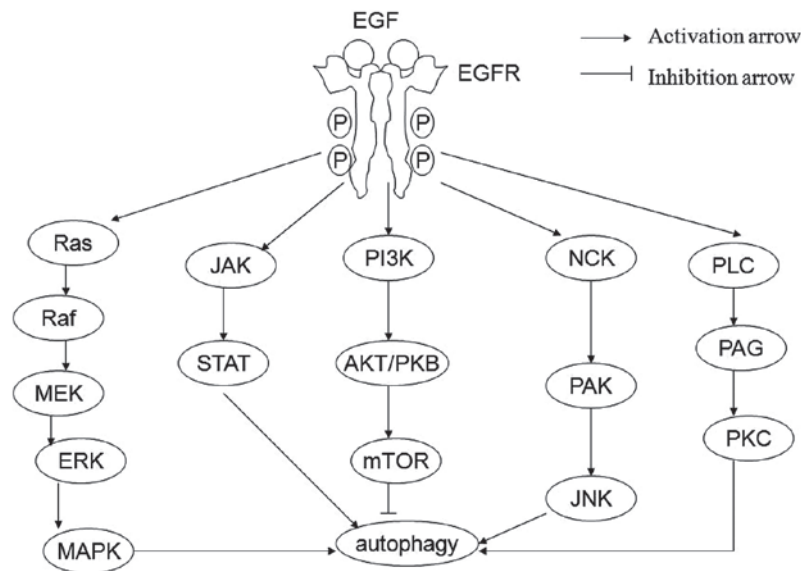 EGF
EGFR
Activation arrow
Inhibition arrow
P
P
P
P
Ras
JAK
PI3K
NCK
PLC
Raf
STAT
AKT/PKB
PAG
MEK
PAK
ERK
mTOR
PKC
JNK
MAPK
autophagy